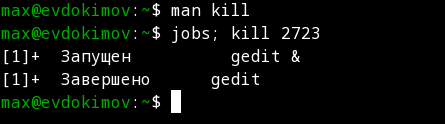 max@evdokimov:~$ man kill
max@evdokimov:~$ jobs; kill 2723
[1]+  Запущен          gedit &
[1]+  Завершено      gedit
max@evdokimov:~$